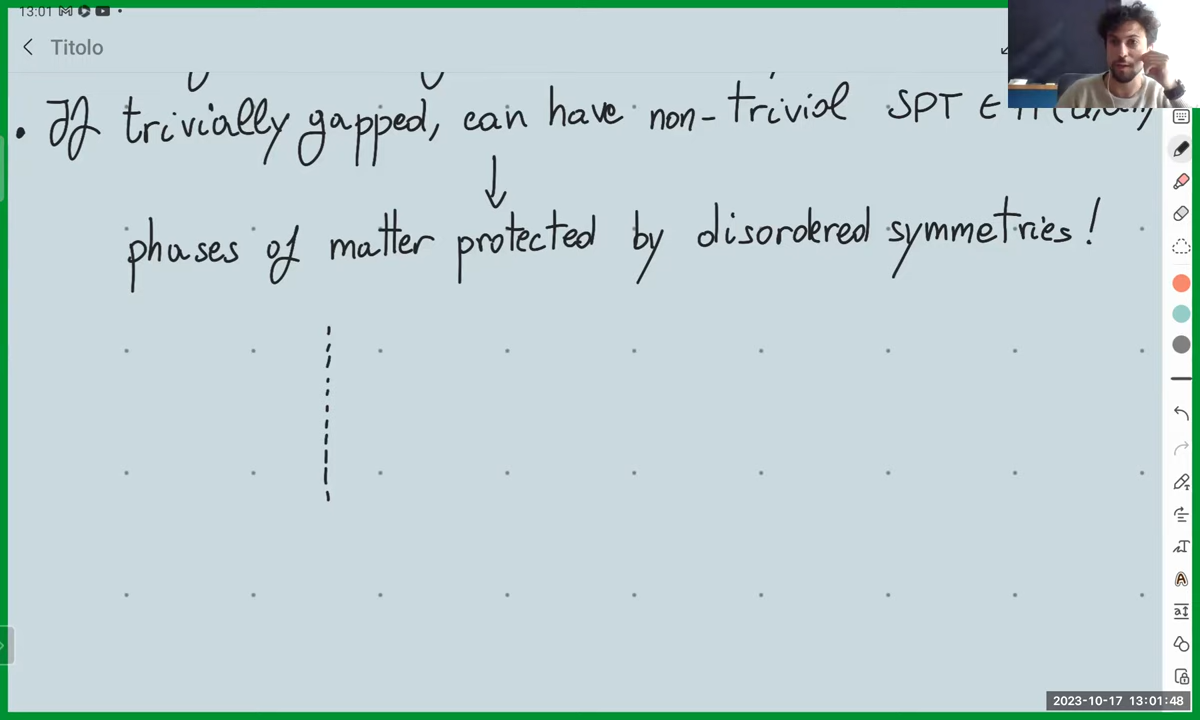 13:01
Titolo
• If trivially gapped, can have non-trivial SPT ∈
↓
phases of matter protected by disordered symmetries!
2023-10-17 13:01:48